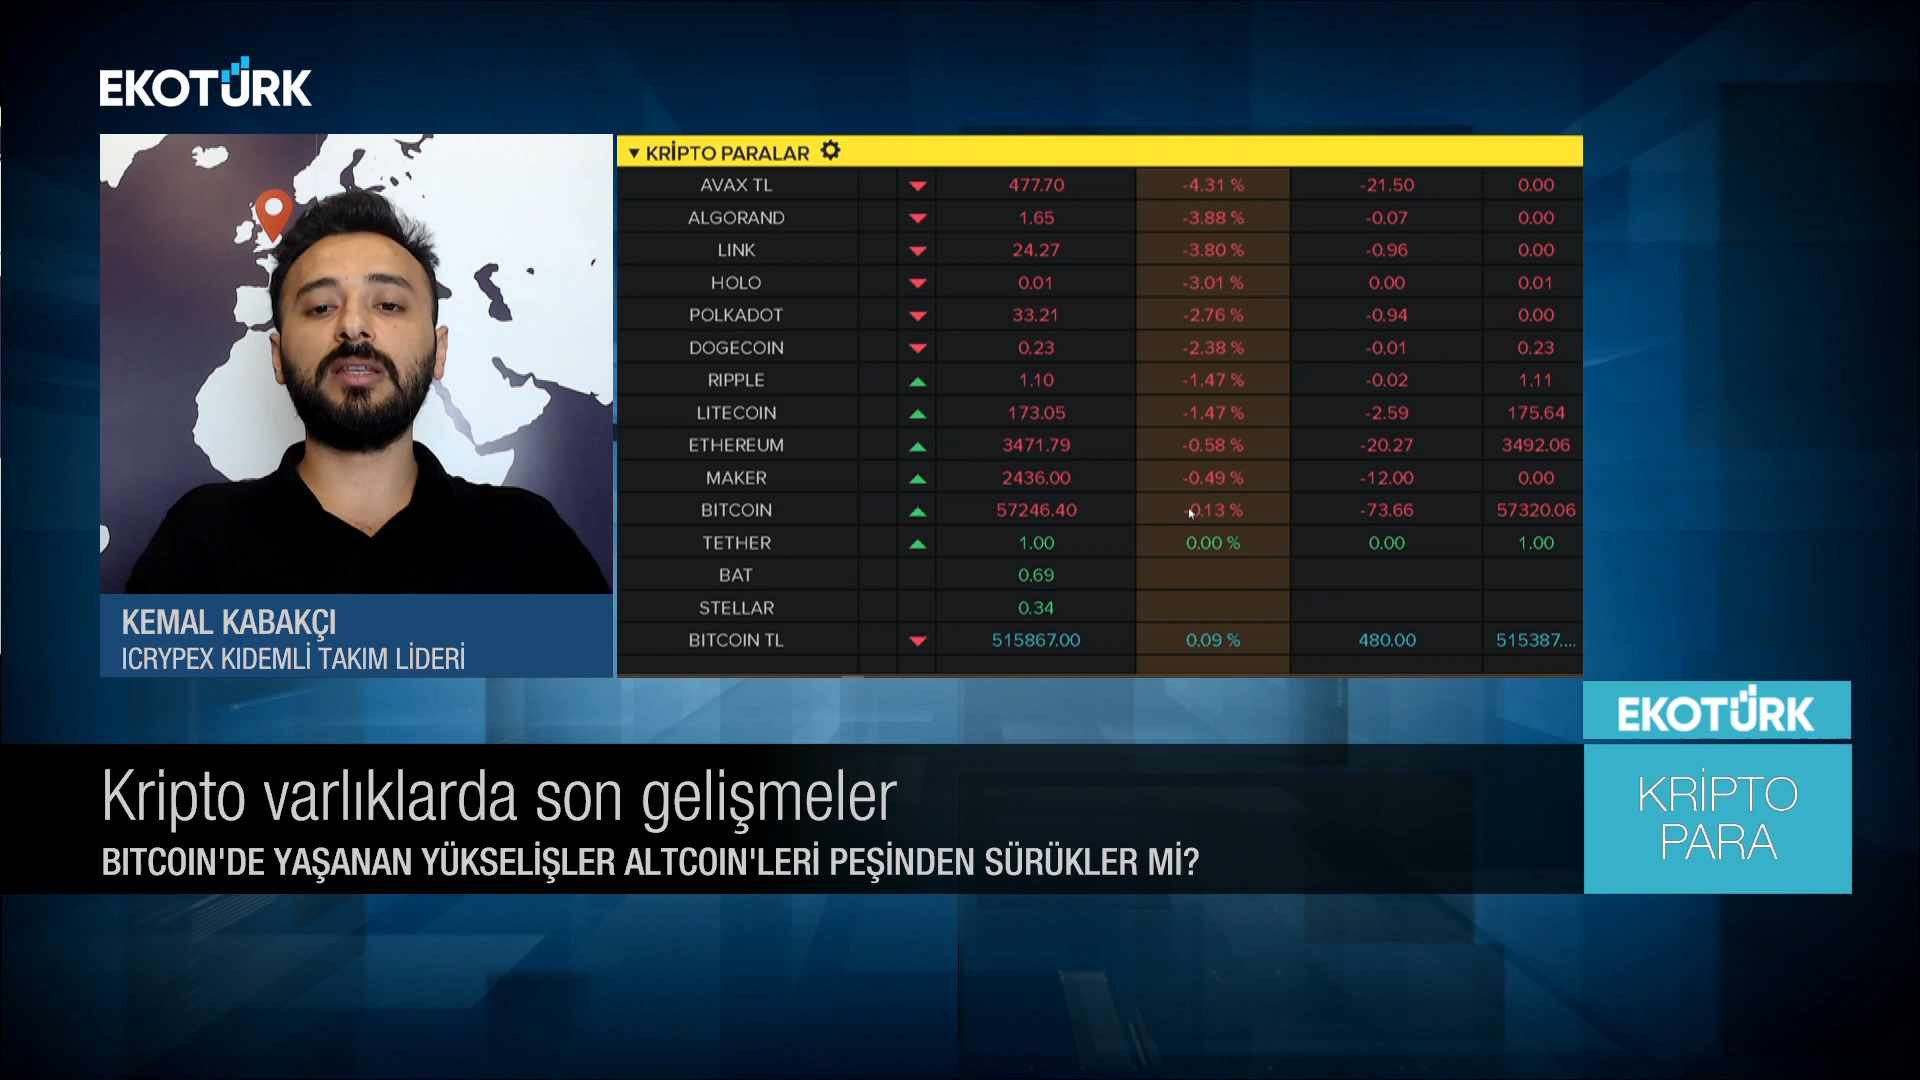 EKOTÜRK
KRİPTO PARALAR
AVAX TL 477.70 -4.31 % -21.50 0.00
ALGORAND 1.65 -3.88 % -0.07 0.00
LINK 24.27 -3.80 % -0.96 0.00
HOLO 0.01 -3.01 % 0.00 0.01
POLKADOT 33.21 -2.76 % -0.94 0.00
DOGECOIN 0.23 -2.38 % -0.01 0.23
RIPPLE 1.10 -1.47 % -0.02 1.11
LITECOIN 173.05 -1.47 % -2.59 175.64
ETHEREUM 3471.79 -0.58 % -20.27 3492.06
MAKER 2436.00 -0.49 % -12.00 0.00
BITCOIN 57246.40 -0.13 % -73.66 57320.06
TETHER 1.00 0.00 % 0.00 1.00
BAT 0.69
STELLAR 0.34
BITCOIN TL 515867.00 0.09 % 480.00 515387....
KEMAL KABAKÇI
ICRYPEX KIDEMLİ TAKIM LİDERİ
EKOTÜRK
KRİPTO
PARA
Kripto varlıklarda son gelişmeler
BITCOIN'DE YAŞANAN YÜKSELİŞLER ALTCOIN'LERİ PEŞİNDEN SÜRÜKLER Mİ?